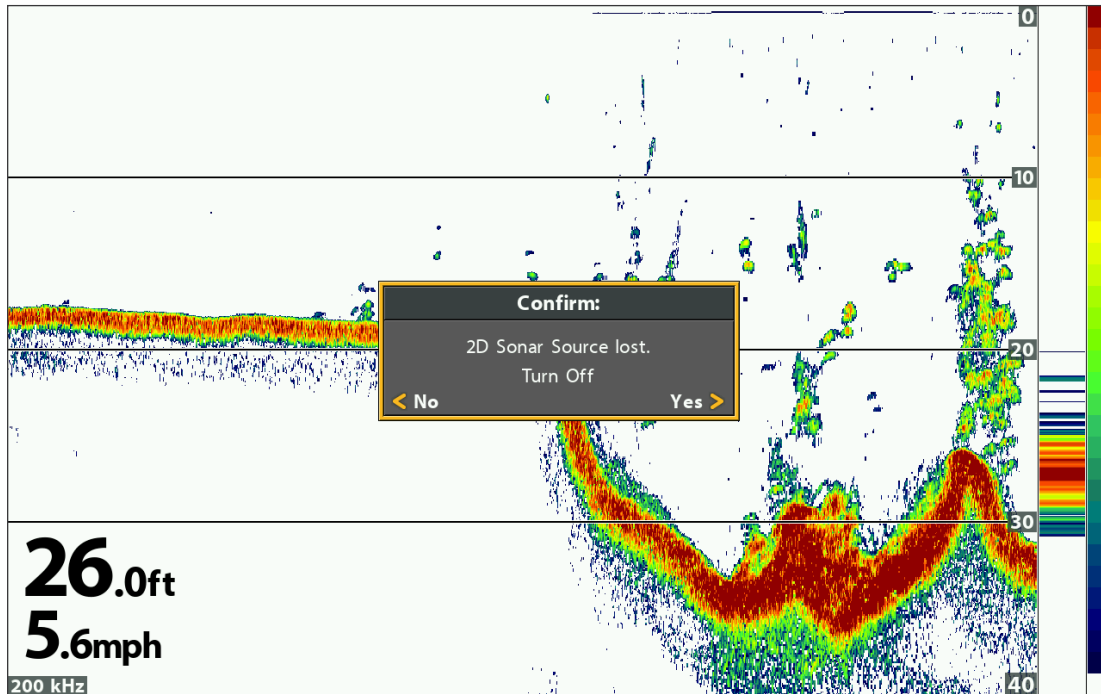 0
10
Confirm:
2D Sonar Source lost.
Turn Off
< No Yes >
20
30
26.0ft
5.6mph
200 kHz
40